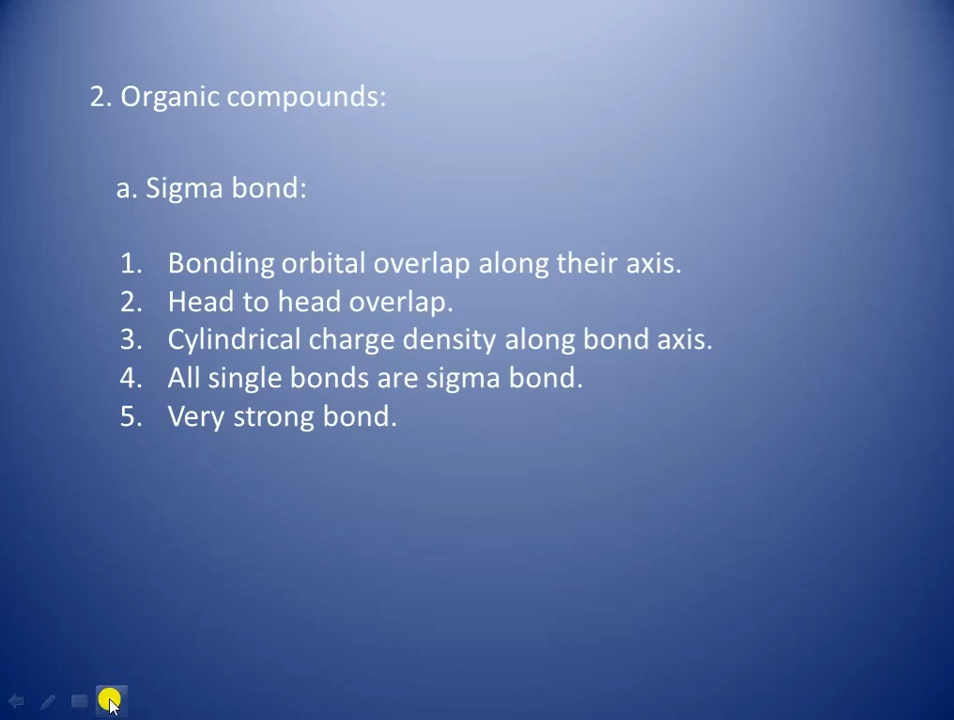 2. Organic compounds:
a. Sigma bond:
1. Bonding orbital overlap along their axis.
2. Head to head overlap.
3. Cylindrical charge density along bond axis.
4. All single bonds are sigma bond.
5. Very strong bond.